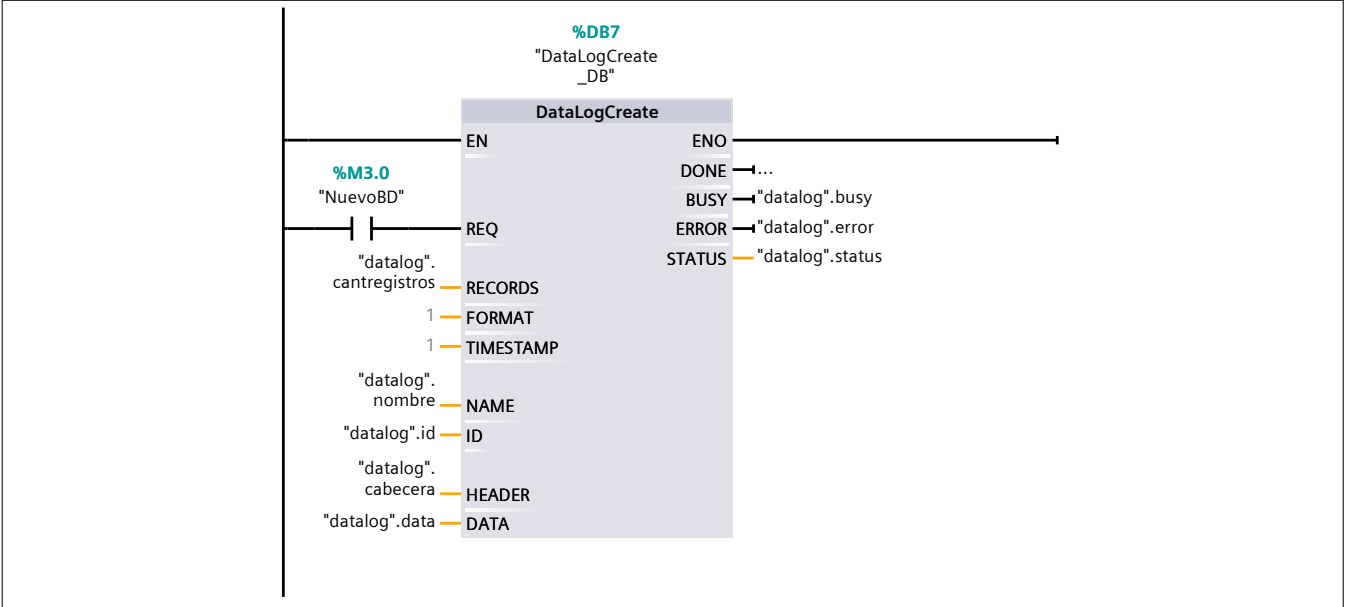 %DB7
"DataLogCreate
_DB"
DataLogCreate
EN
ENO
DONE
...
%M3.0
"NuevoBD"
BUSY
"datalog".busy
REQ
ERROR
"datalog".error
"datalog".
cantregistros
RECORDS
STATUS
"datalog".status
1
FORMAT
1
TIMESTAMP
"datalog".
nombre
NAME
"datalog".id
ID
"datalog".
cabecera
HEADER
"datalog".data
DATA